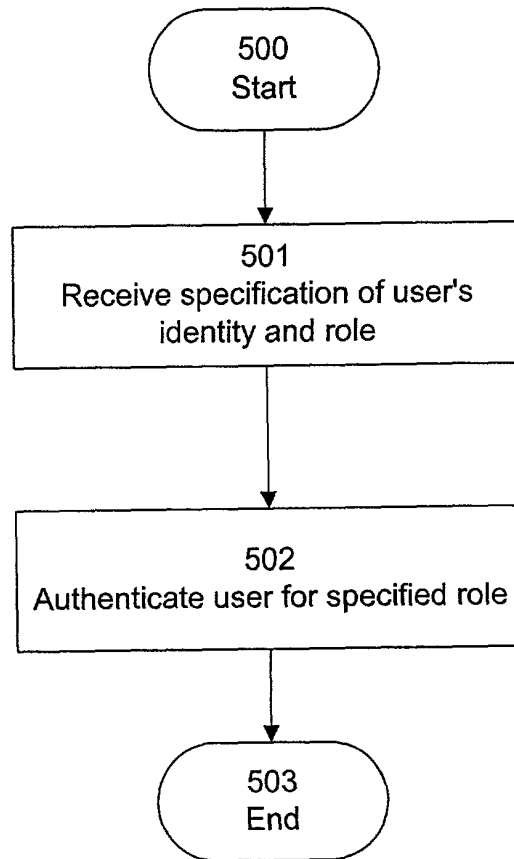 500
Start
501
Receive specification of user's
identity and role
502
Authenticate user for specified role
503
End